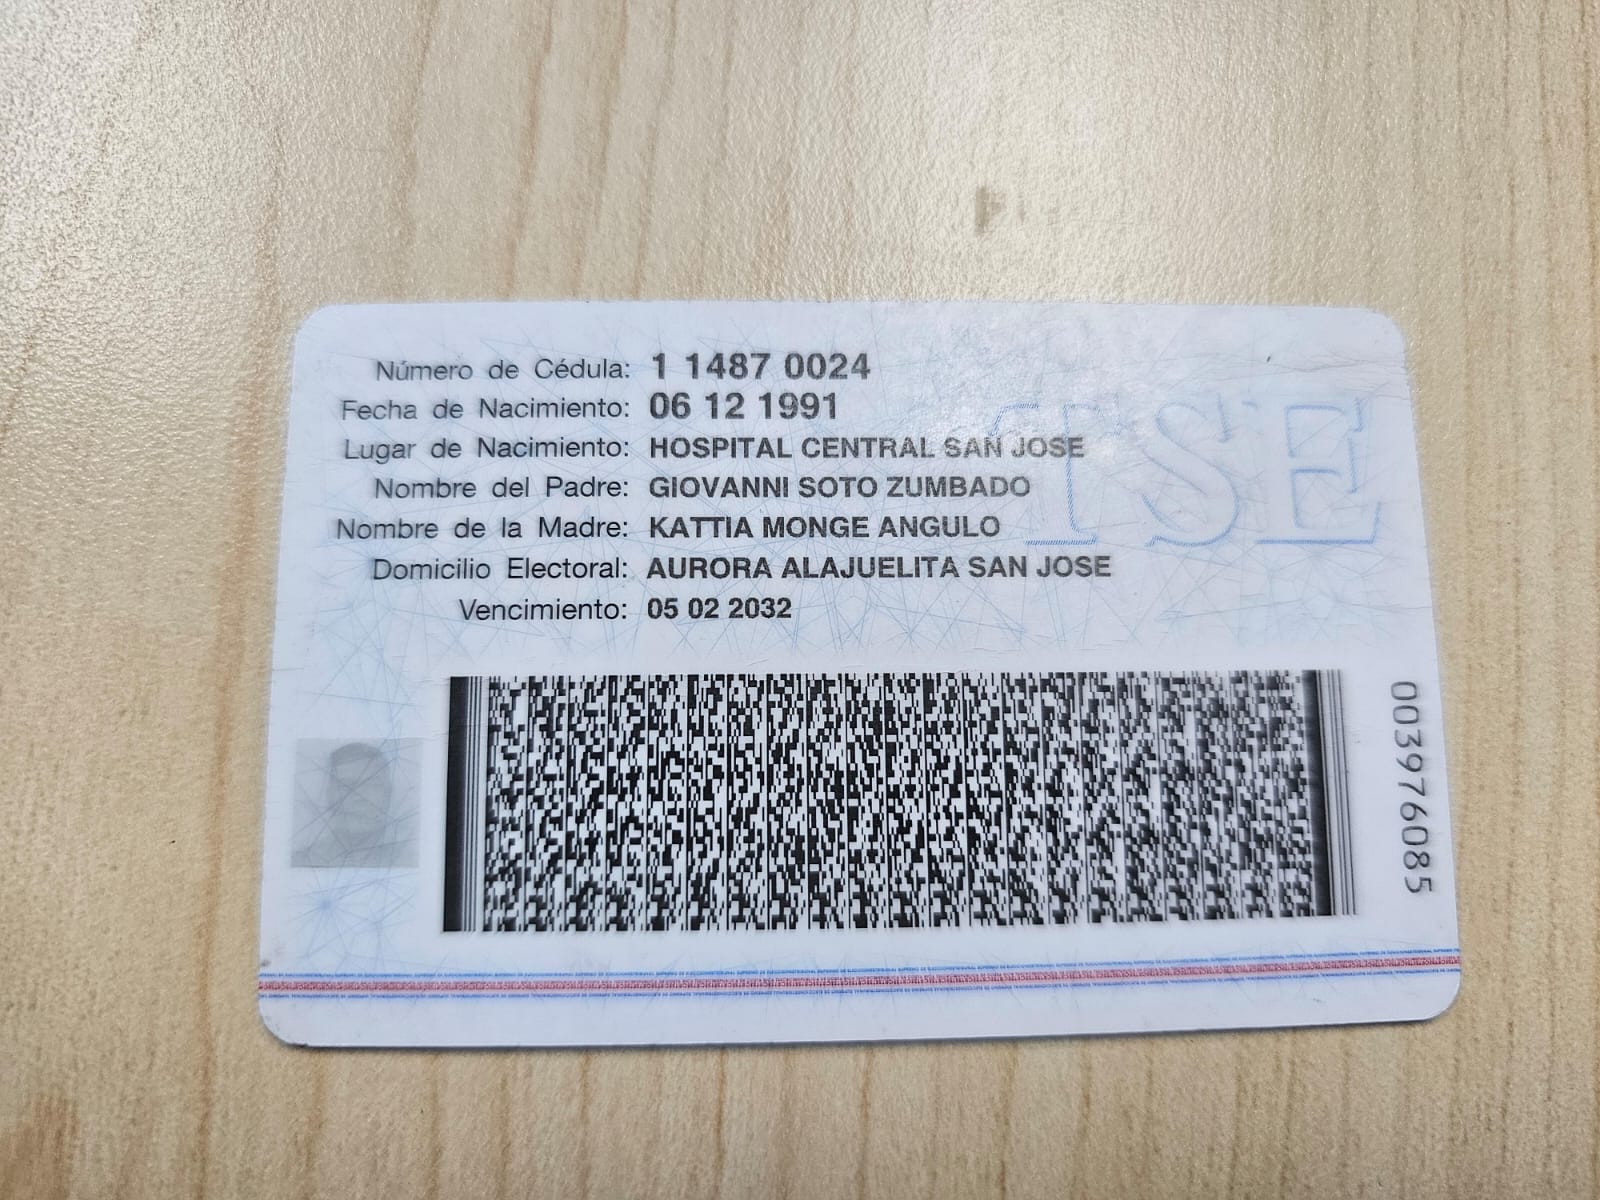 Número de Cédula: 1 1487 0024
Fecha de Nacimiento: 06 12 1991
Lugar de Nacimiento: HOSPITAL CENTRAL SAN JOSE
Nombre del Padre: GIOVANNI SOTO ZUMBADO
Nombre de la Madre: KATTIA MONGE ANGULO
Domicilio Electoral: AURORA ALAJUELITA SAN JOSE
Vencimiento: 05 02 2032
TSE
003976085